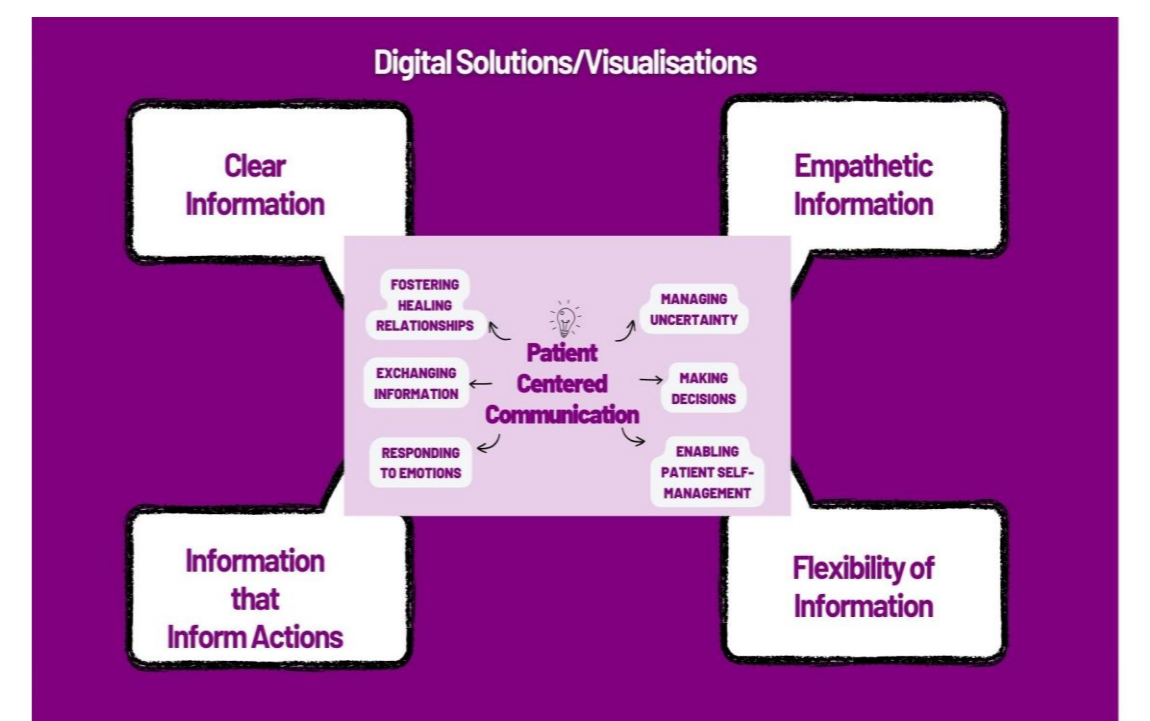 Digital Solutions/Visualisations
Clear
Information
Empathetic
Information
FOSTERING
HEALING
RELATIONSHIPS
EXCHANGING
INFORMATION
RESPONDING
TO EMOTIONS
Patient
Centered
Communication
MANAGING
UNCERTAINTY
MAKING
DECISIONS
ENABLING
PATIENT SELF-
MANAGEMENT
Information
that
Inform Actions
Flexibility of
Information